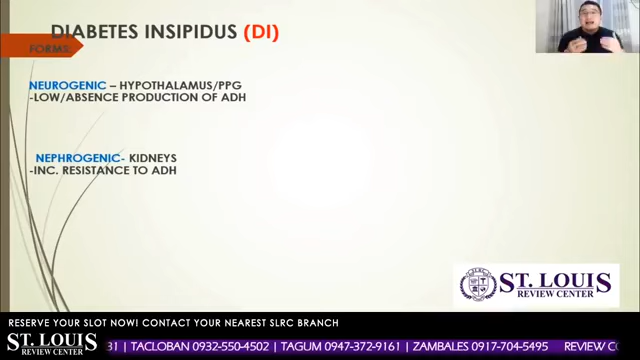 DIABETES INSIPIDUS (DI)
FORMS:
NEUROGENIC – HYPOTHALAMUS/PPG
-LOW/ABSENCE PRODUCTION OF ADH
NEPHROGENIC- KIDNEYS
-INC. RESISTANCE TO ADH
ST. LOUIS
REVIEW CENTER
RESERVE YOUR SLOT NOW! CONTACT YOUR NEAREST SLRC BRANCH
ST. LOUIS
REVIEW CENTER
31 | TACLOBAN 0932-550-4502 | TAGUM 0947-372-9161 | ZAMBALES 0917-704-5495 REVIEW C